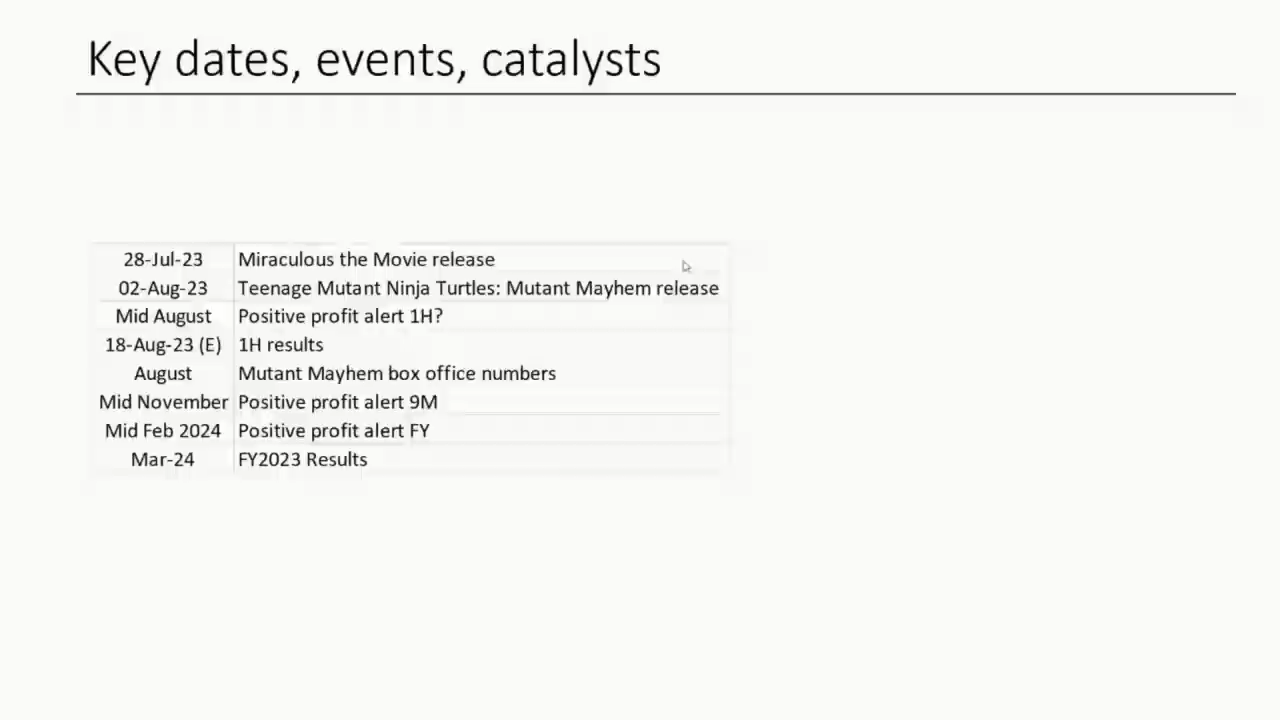 Key dates, events, catalysts
28-Jul-23 Miraculous the Movie release
02-Aug-23 Teenage Mutant Ninja Turtles: Mutant Mayhem release
Mid August Positive profit alert 1H?
18-Aug-23 (E) 1H results
August Mutant Mayhem box office numbers
Mid November Positive profit alert 9M
Mid Feb 2024 Positive profit alert FY
Mar-24 FY2023 Results